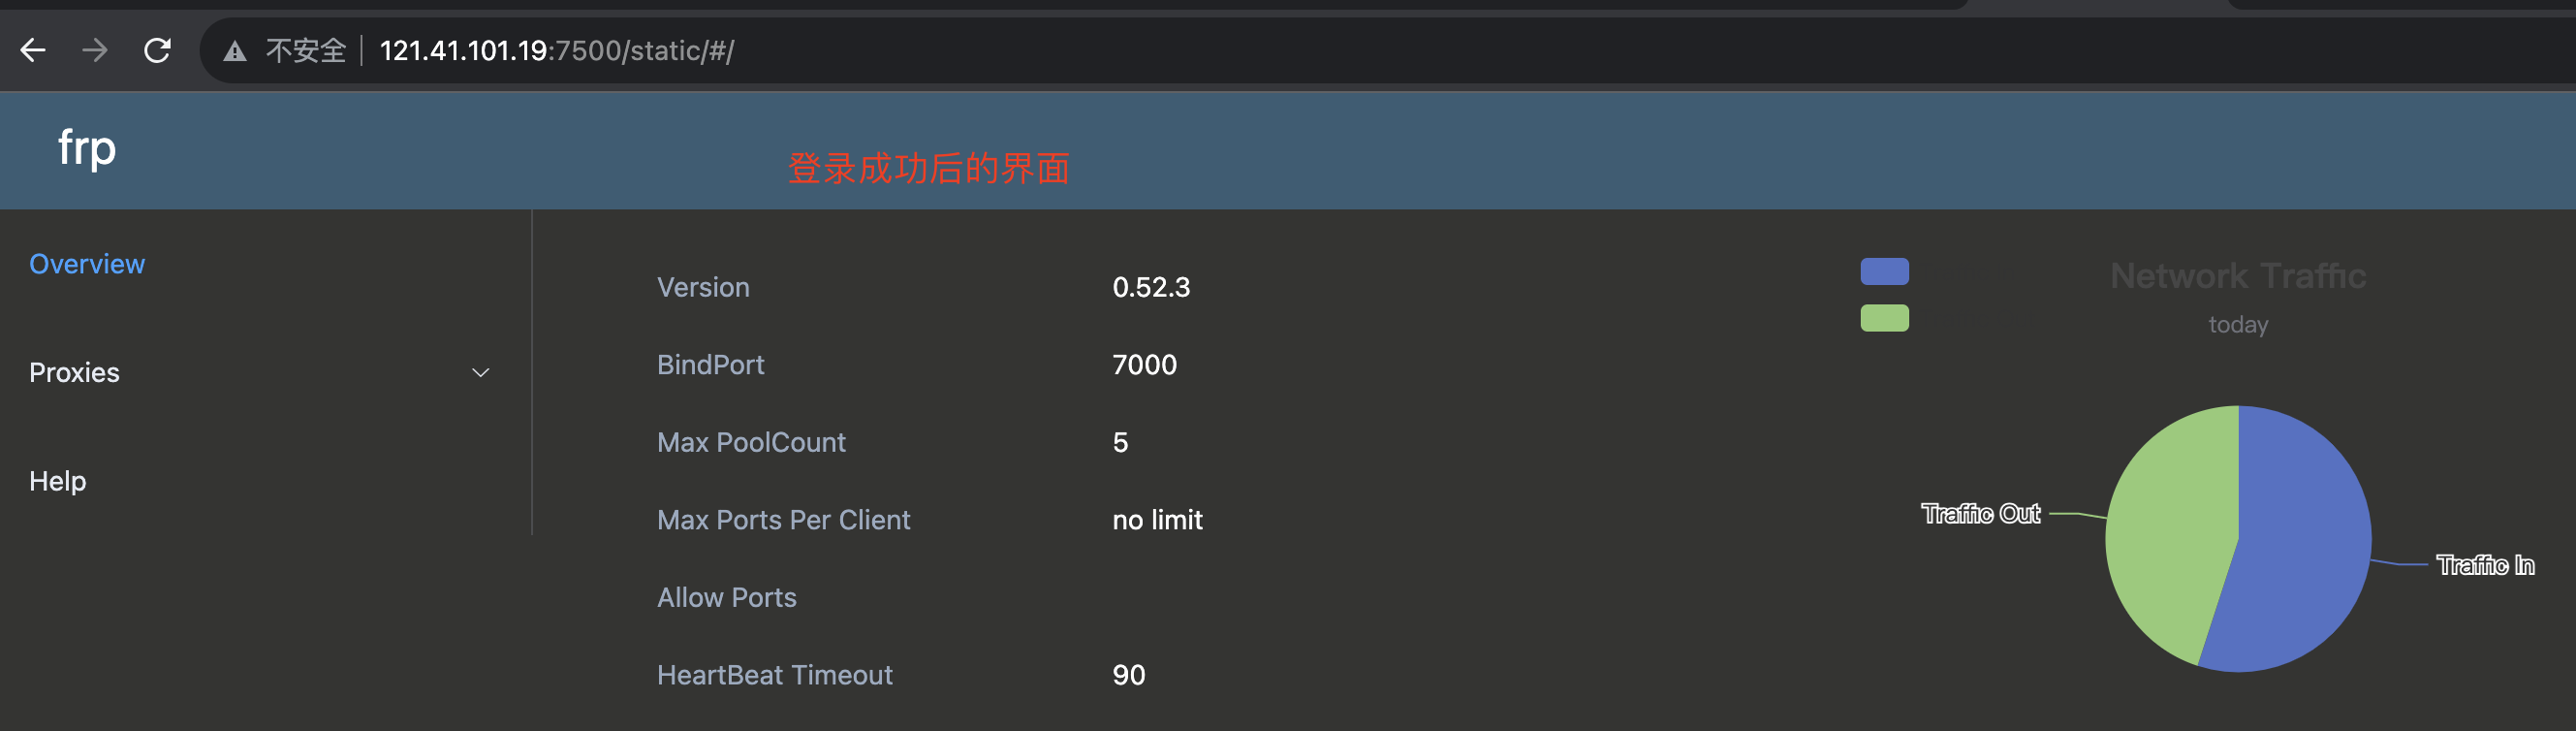 不安全 121.41.101.19:7500/static/#/
frp
登录成功后的界面
Overview
Proxies
Help
Version 0.52.3
BindPort 7000
Max PoolCount 5
Max Ports Per Client no limit
Allow Ports
HeartBeat Timeout 90
Network Traffic
today
Traffic Out
Traffic In